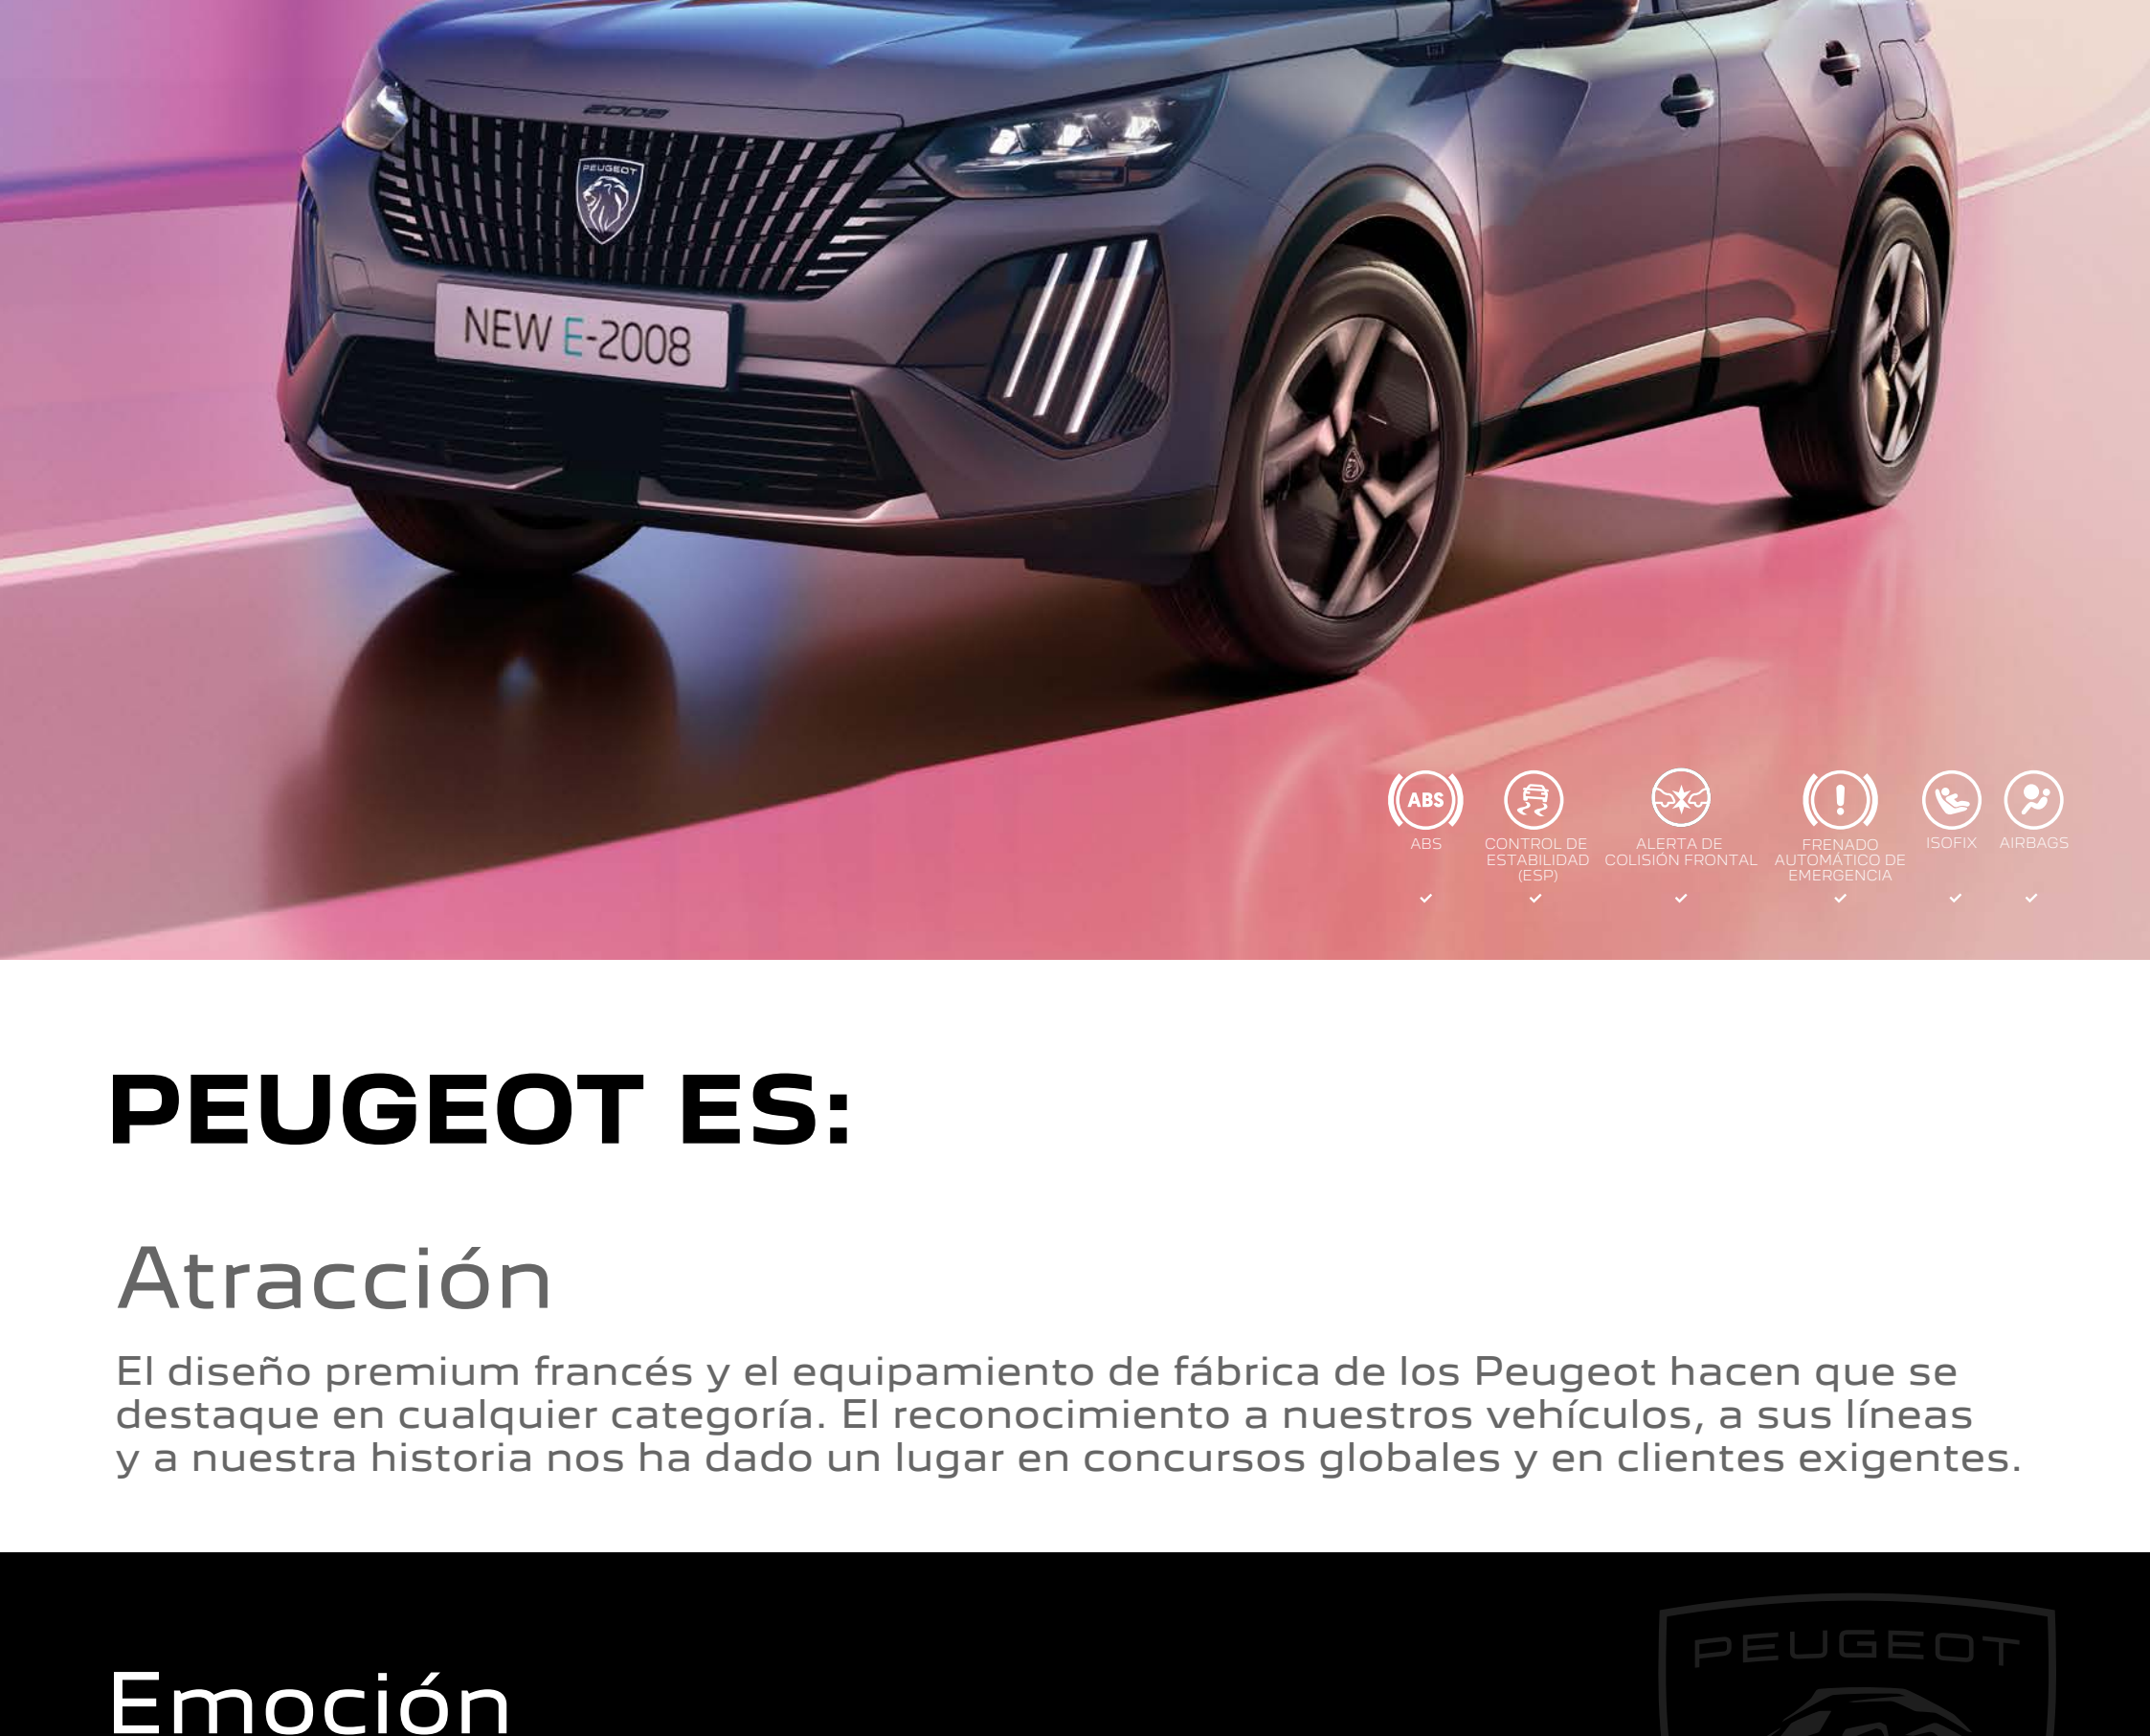 2008
PEUGEOT
NEW E-2008
ABS
ABS
CONTROL DE
ESTABILIDAD
(ESP)
ALERTA DE
COLISIÓN FRONTAL
FRENADO
AUTOMÁTICO DE
EMERGENCIA
ISOFIX
AIRBAGS
PEUGEOT ES:
Atracción
El diseño premium francés y el equipamiento de fábrica de los Peugeot hacen que se
destaque en cualquier categoría. El reconocimiento a nuestros vehículos, a sus líneas
y a nuestra historia nos ha dado un lugar en concursos globales y en clientes exigentes.
PEUGEOT
Emoción